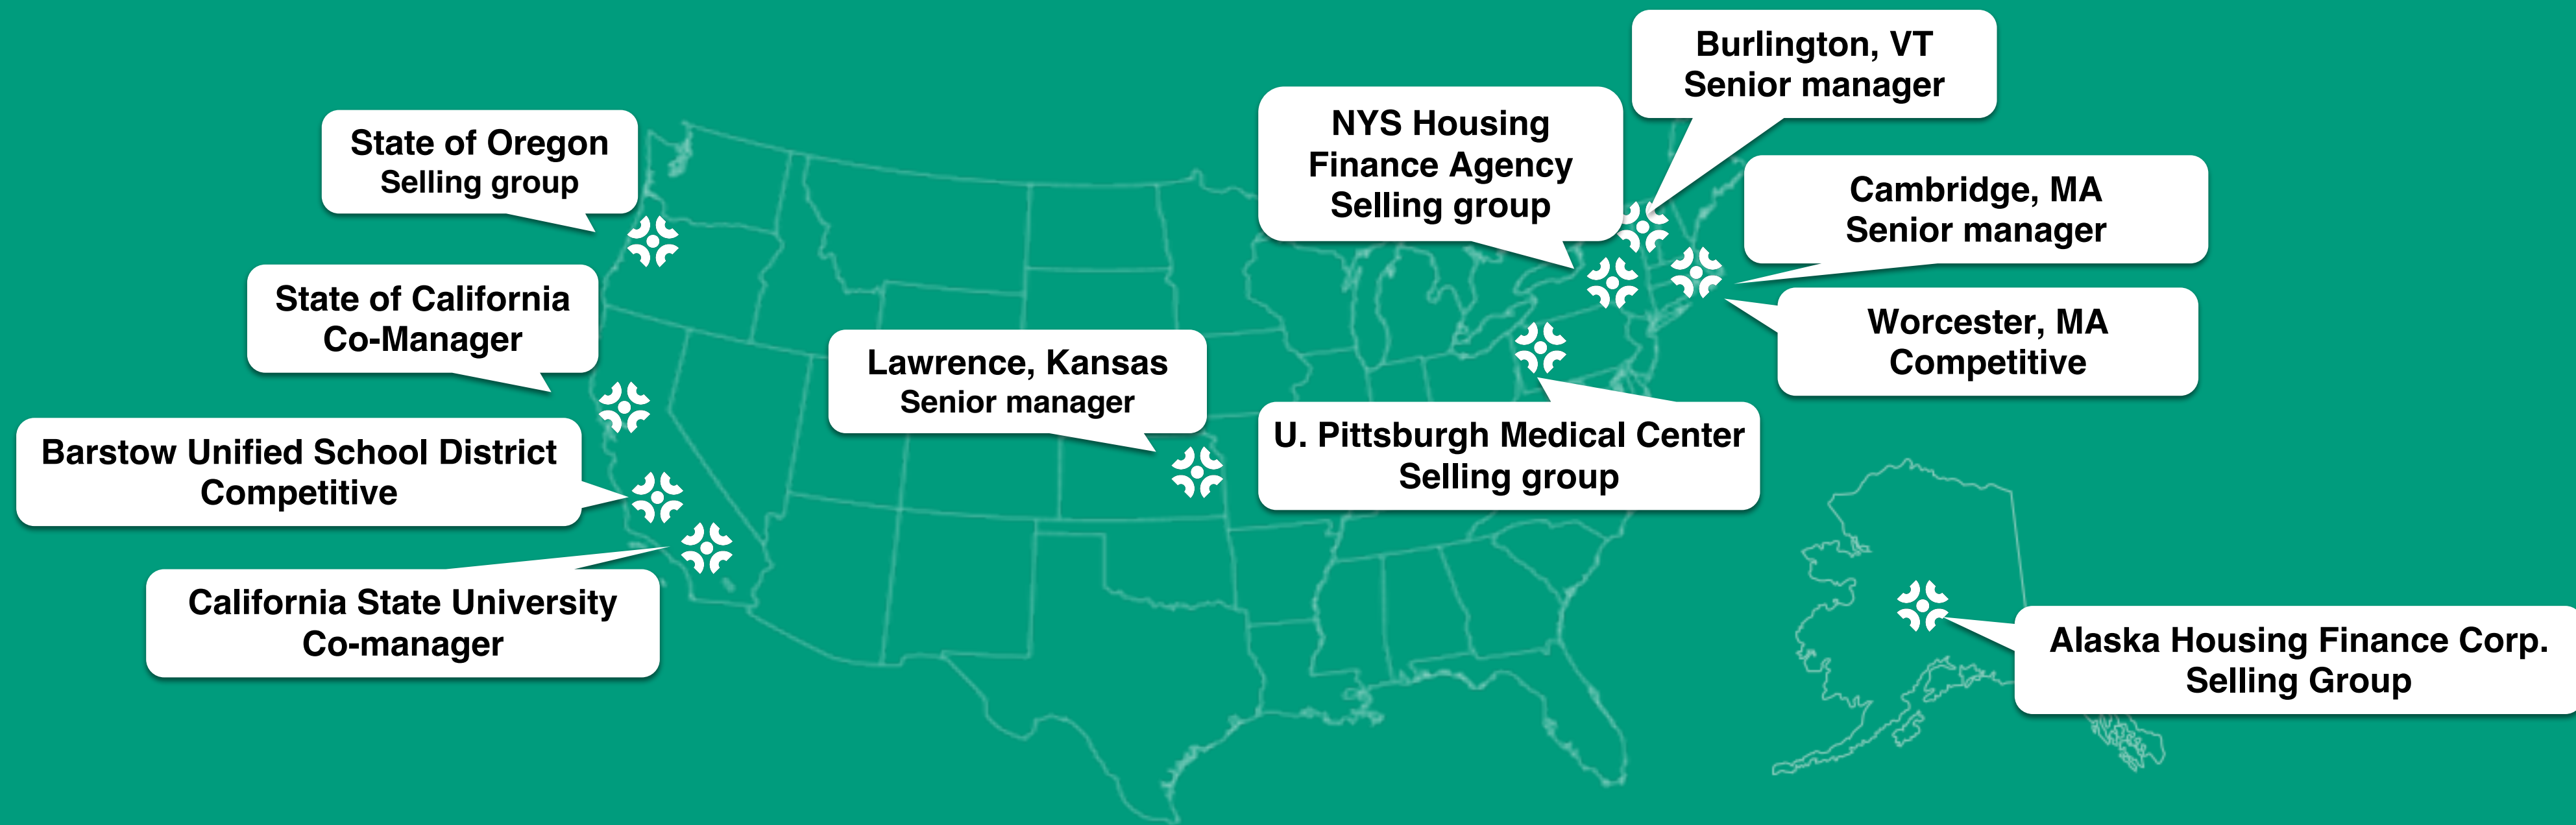 Burlington, VT
Senior manager
NYS Housing
Finance Agency
Selling group
State of Oregon
Selling group
Cambridge, MA
Senior manager
State of California
Co-Manager
Worcester, MA
Competitive
Lawrence, Kansas
Senior manager
U. Pittsburgh Medical Center
Selling group
Barstow Unified School District
Competitive
California State University
Co-manager
Alaska Housing Finance Corp.
Selling Group